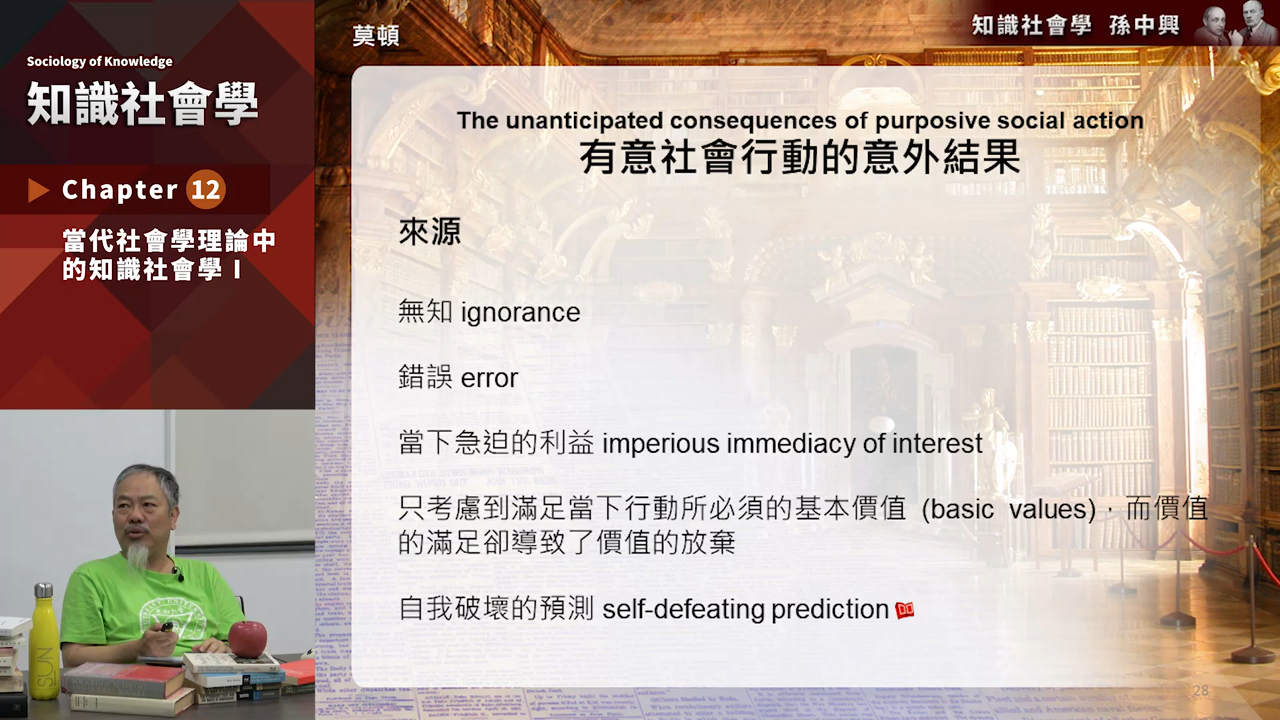 Sociology of Knowledge
知識社會學
Chapter 12
當代社會學理論中
的知識社會學 I
莫頓
知識社會學 孫中興
The unanticipated consequences of purposive social action
有意社會行動的意外結果
來源
無知 ignorance
錯誤 error
當下急迫的利益 imperious immediacy of interest
只考慮到滿足當下行動所必須的基本價值 (basic values)，而價值
的滿足卻導致了價值的放棄
自我破壞的預測 self-defeating prediction
28
SUN